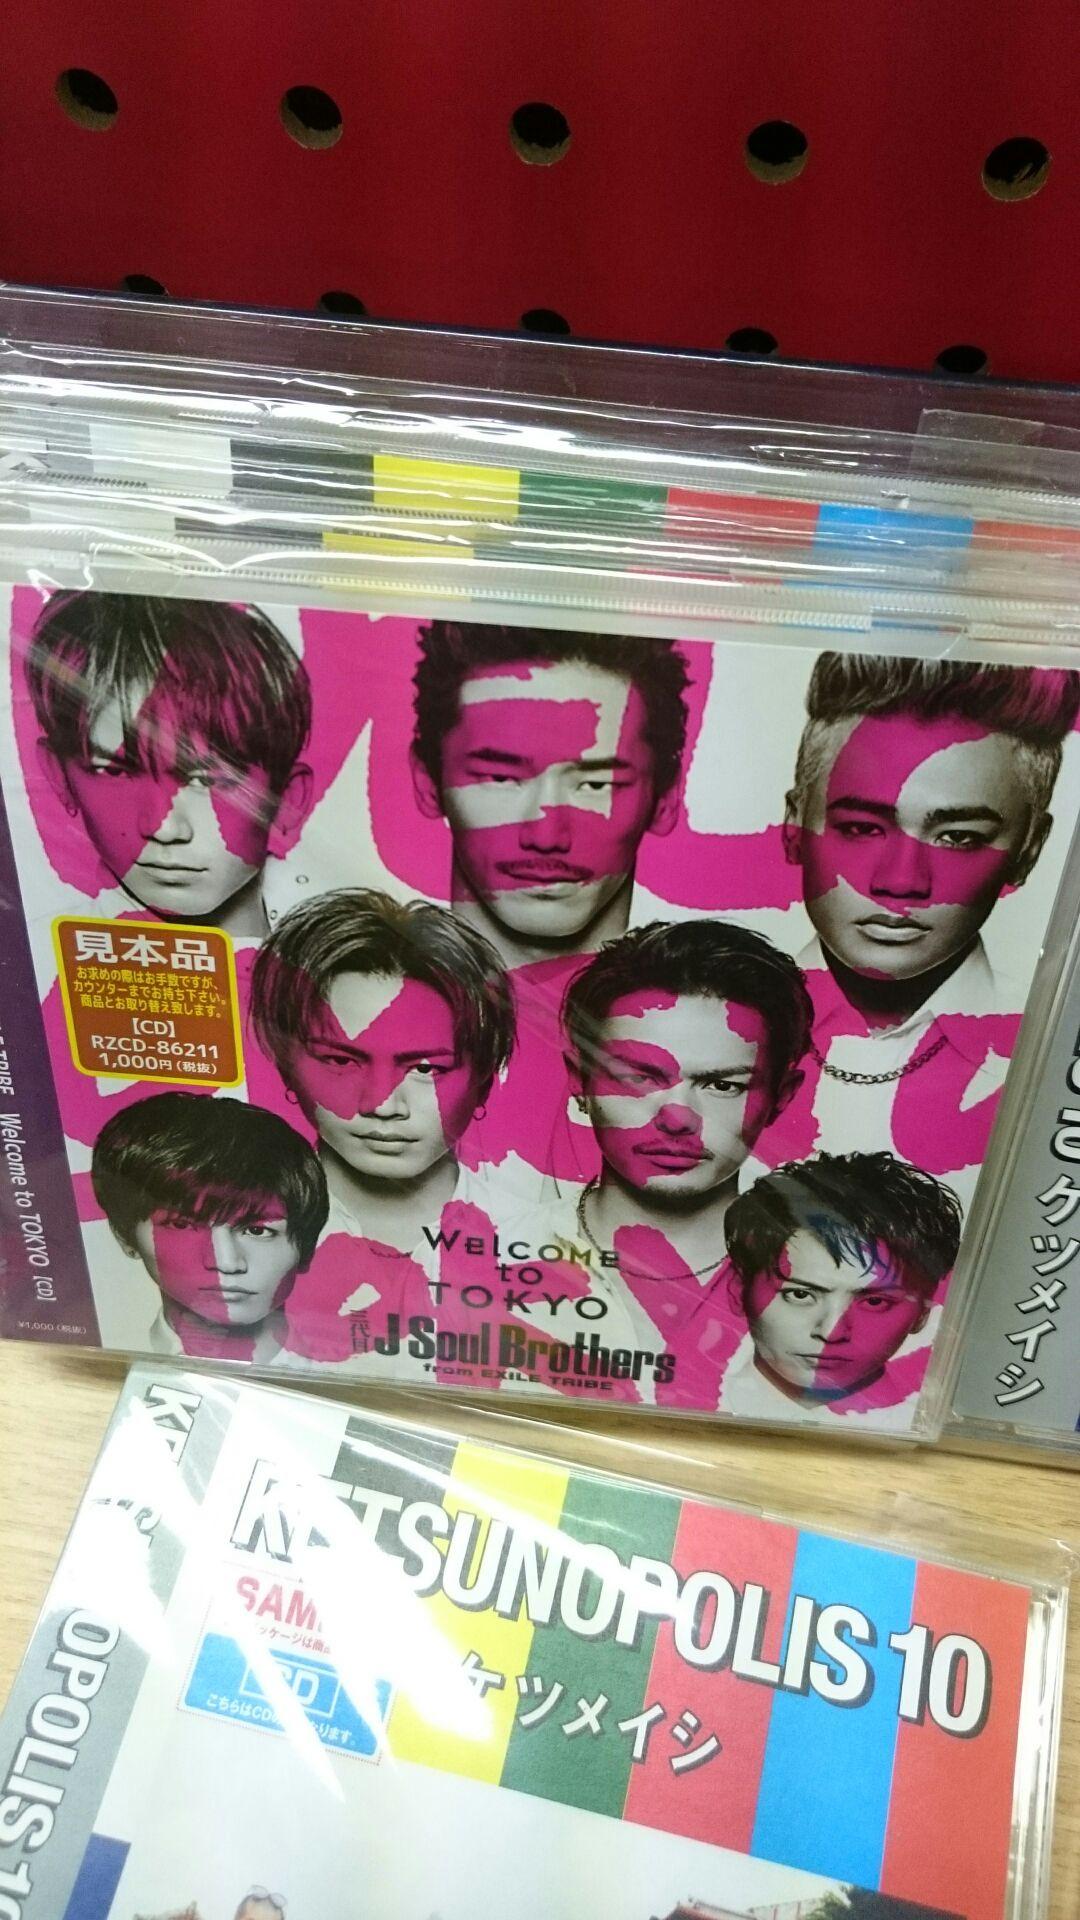 見本品
お求めの際はお手数ですが、
カウンターまでお持ち下さい。
商品とお取り替え致します。
【CD】
RZCD-86211
1,000円(税抜)
WELCOME
to
TOKYO
三代目
J Soul Brothers
from EXILE TRIBE
TRIBE Welcome to TOKYO 【CD】
¥1,000(税抜)
ケツメイシ
KETSUNOPOLIS 10
ケツメイシ
CD
OPOLIS 10